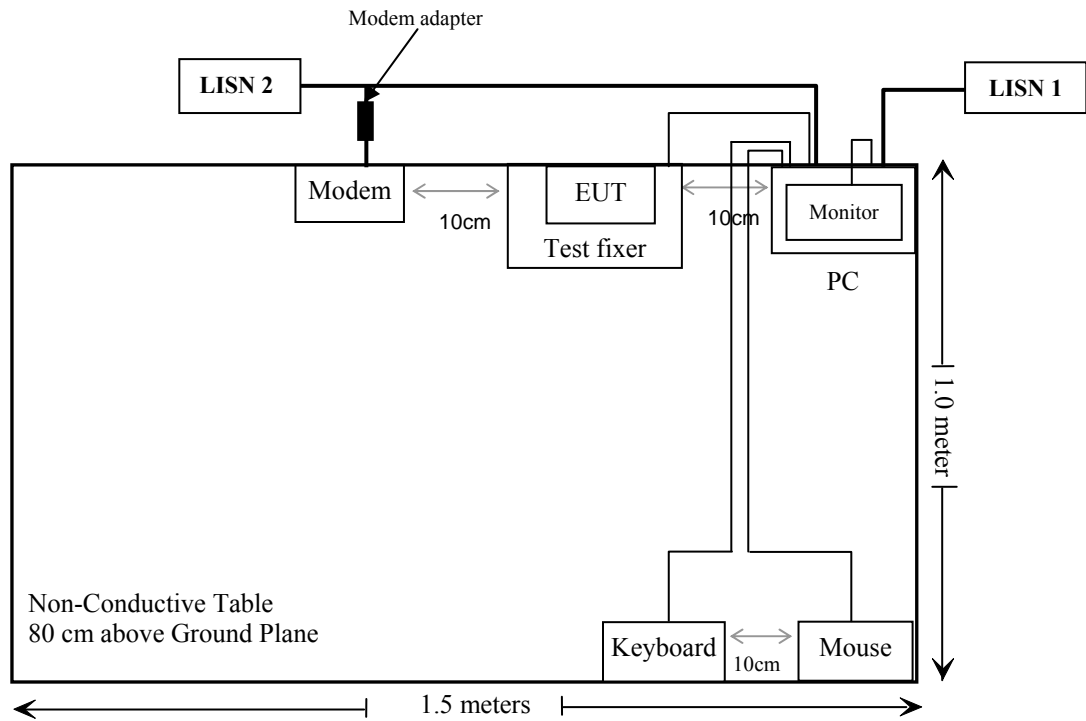 Modem adapter
LISN 2
LISN 1
Modem
EUT
Monitor
10cm
10cm
Test fixer
PC
1.0 meter
Non-Conductive Table
80 cm above Ground Plane
Keyboard
Mouse
10cm
1.5 meters